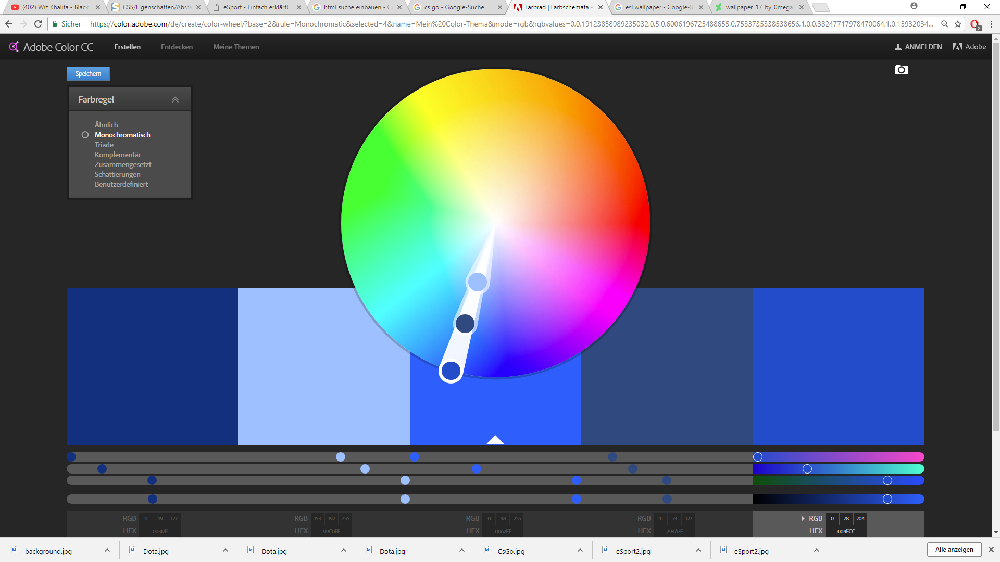 (402) Wiz Khalifa - Black
CSS/Eigenschaften/Absta
eSport - Einfach erklärt!
html suche einbauen - G
cs go - Google-Suche
Farbrad | Farbschemata -
esl wallpaper - Google-S
wallpaper_17_by_0mega
Sicher
https://color.adobe.com/de/create/color-wheel/?base=2&rule=Monochromatic&selected=4&name=Mein%20Color-Thema&mode=rgb&rgbvalues=0,0.19123858989235032,0.5,0.6006196725488655,0.7533735338538656,1,0,0.38247717978470064,1,0.15932034...
2
Adobe Color CC
Erstellen
Entdecken
Meine Themen
ANMELDEN
Adobe
Speichern
Farbregel
Ähnlich
Monochromatisch
Triade
Komplementär
Zusammengesetzt
Schattierungen
Benutzerdefiniert
RGB 0 49 127
RGB 153 192 255
RGB 0 98 255
RGB 41 74 127
RGB 0 78 204
HEX 00317F
HEX 99C0FF
HEX 0062FF
HEX 294A7F
HEX 004ECC
background.jpg
Dota.jpg
Dota.jpg
Dota.jpg
CsGo.jpg
eSport2.jpg
eSport2.jpg
Alle anzeigen